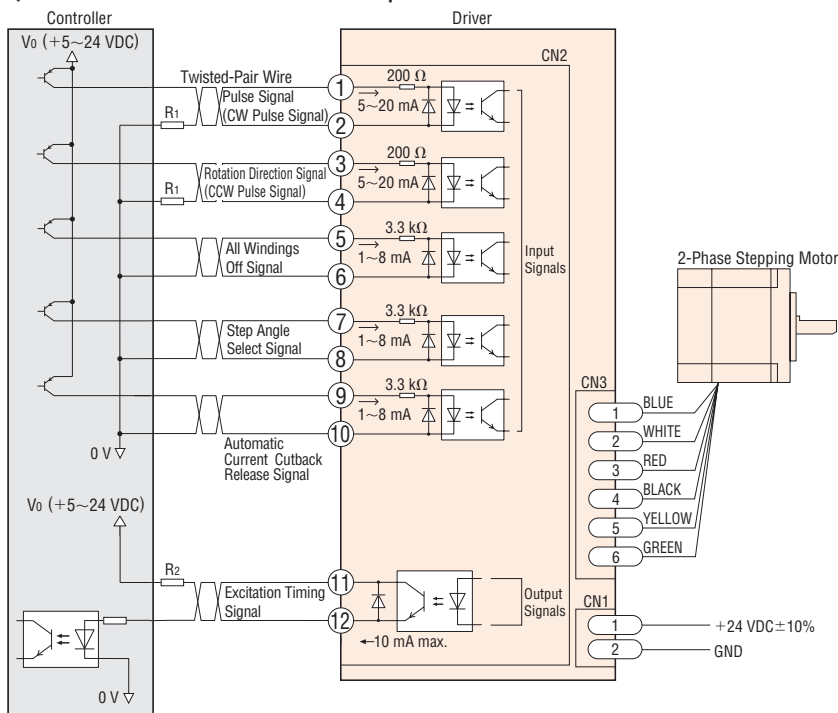 Controller
Driver
V0 (+5~24 VDC)
CN2
Twisted-Pair Wire
Pulse Signal
(CW Pulse Signal)
R1
1
2
200 Ω
5~20 mA
Rotation Direction Signal
(CCW Pulse Signal)
R1
3
4
200 Ω
5~20 mA
All Windings
Off Signal
5
6
3.3 kΩ
1~8 mA
Input
Signals
Step Angle
Select Signal
7
8
3.3 kΩ
1~8 mA
Automatic
Current Cutback
Release Signal
9
10
3.3 kΩ
1~8 mA
0 V
2-Phase Stepping Motor
CN3
1 BLUE
2 WHITE
3 RED
4 BLACK
5 YELLOW
6 GREEN
V0 (+5~24 VDC)
R2
Excitation Timing
Signal
11
12
10 mA max.
Output
Signals
0 V
CN1
1 +24 VDC±10%
2 GND